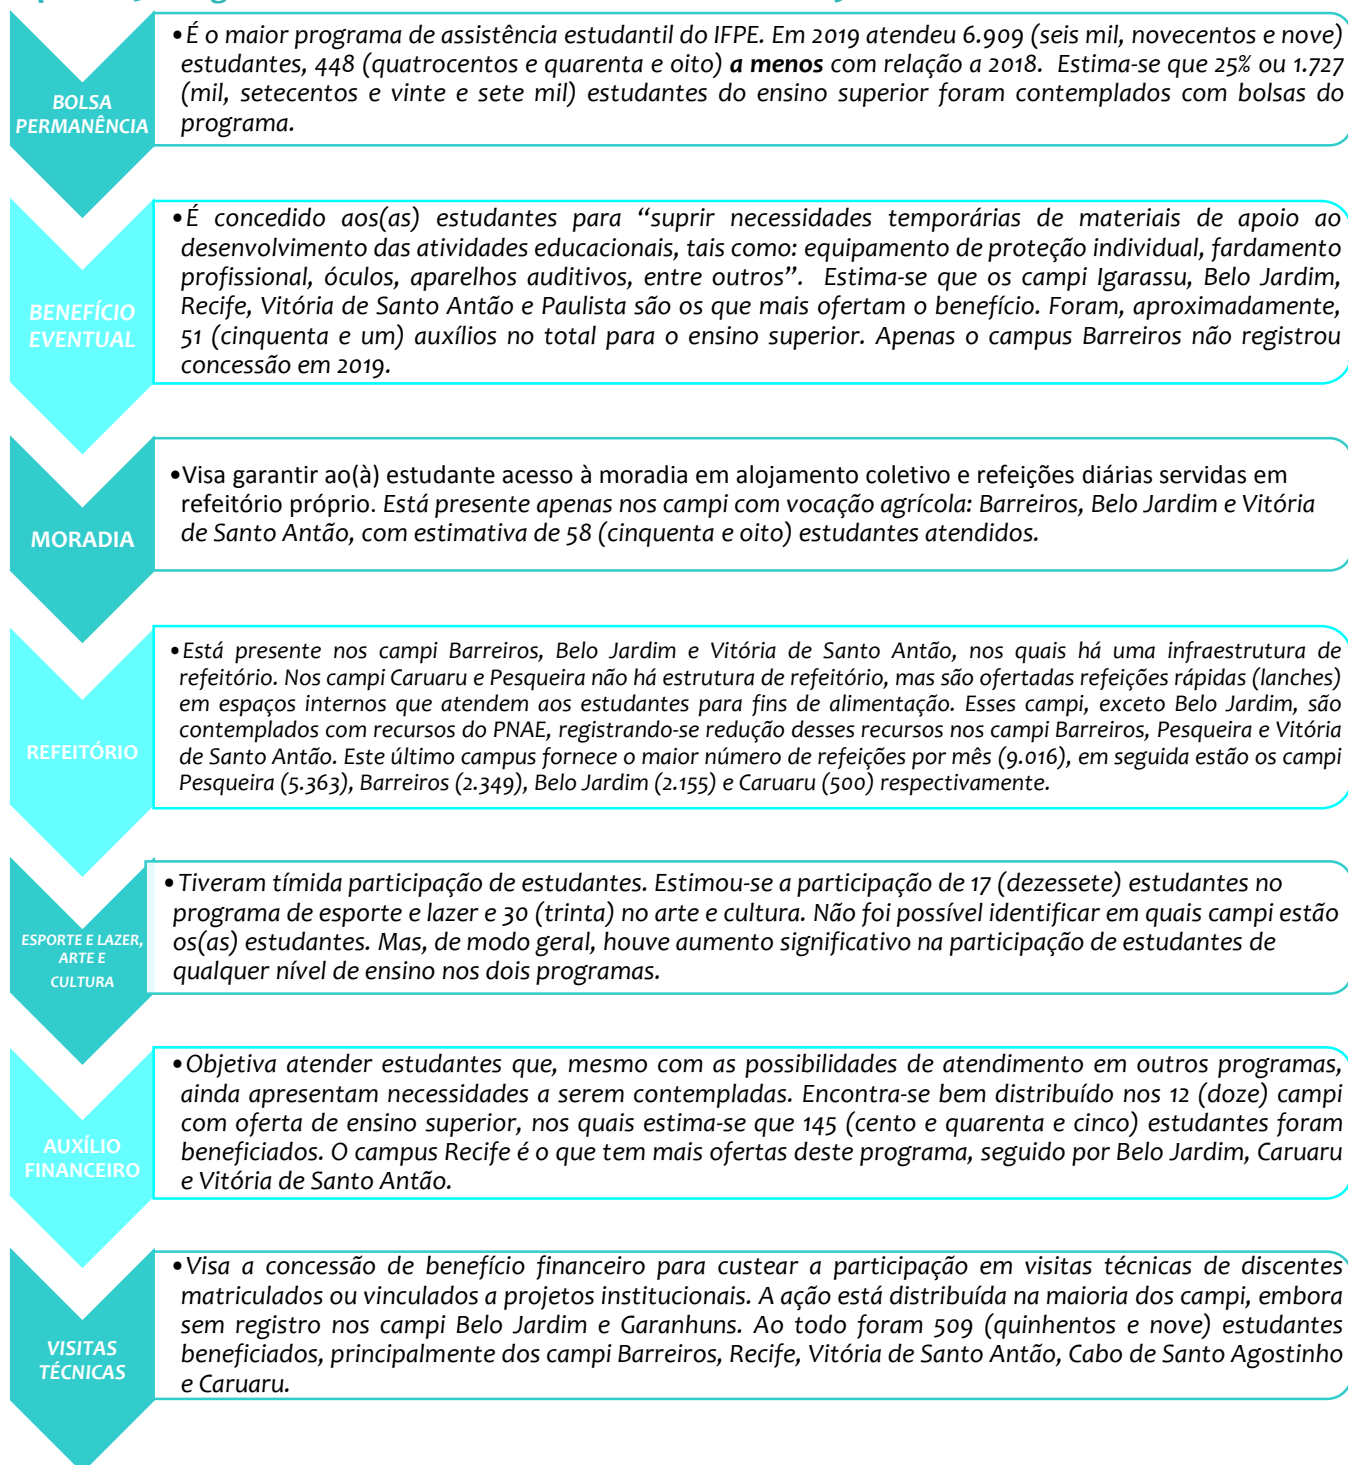 BOLSA
PERMANÊNCIA
•É o maior programa de assistência estudantil do IFPE. Em 2019 atendeu 6.909 (seis mil, novecentos e nove)
estudantes, 448 (quatrocentos e quarenta e oito) a menos com relação a 2018. Estima-se que 25% ou 1.727
(mil, setecentos e vinte e sete mil) estudantes do ensino superior foram contemplados com bolsas do
programa.
BENEFÍCIO
EVENTUAL
•É concedido aos(as) estudantes para “suprir necessidades temporárias de materiais de apoio ao
desenvolvimento das atividades educacionais, tais como: equipamento de proteção individual, fardamento
profissional, óculos, aparelhos auditivos, entre outros”. Estima-se que os campi Igarassu, Belo Jardim,
Recife, Vitória de Santo Antão e Paulista são os que mais ofertam o benefício. Foram, aproximadamente,
51 (cinquenta e um) auxílios no total para o ensino superior. Apenas o campus Barreiros não registrou
concessão em 2019.
MORADIA
•Visa garantir ao(à) estudante acesso à moradia em alojamento coletivo e refeições diárias servidas em
refeitório próprio. Está presente apenas nos campi com vocação agrícola: Barreiros, Belo Jardim e Vitória
de Santo Antão, com estimativa de 58 (cinquenta e oito) estudantes atendidos.
REFEITÓRIO
•Está presente nos campi Barreiros, Belo Jardim e Vitória de Santo Antão, nos quais há uma infraestrutura de
refeitório. Nos campi Caruaru e Pesqueira não há estrutura de refeitório, mas são ofertadas refeições rápidas (lanches)
em espaços internos que atendem aos estudantes para fins de alimentação. Esses campi, exceto Belo Jardim, são
contemplados com recursos do PNAE, registrando-se redução desses recursos nos campi Barreiros, Pesqueira e Vitória
de Santo Antão. Este último campus fornece o maior número de refeições por mês (9.016), em seguida estão os campi
Pesqueira (5.363), Barreiros (2.349), Belo Jardim (2.155) e Caruaru (500) respectivamente.
ESPORTE E LAZER,
ARTE E
CULTURA
•Tiveram tímida participação de estudantes. Estimou-se a participação de 17 (dezessete) estudantes no
programa de esporte e lazer e 30 (trinta) no arte e cultura. Não foi possível identificar em quais campi estão
os(as) estudantes. Mas, de modo geral, houve aumento significativo na participação de estudantes de
qualquer nível de ensino nos dois programas.
AUXÍLIO
FINANCEIRO
•Objetiva atender estudantes que, mesmo com as possibilidades de atendimento em outros programas,
ainda apresentam necessidades a serem contempladas. Encontra-se bem distribuído nos 12 (doze) campi
com oferta de ensino superior, nos quais estima-se que 145 (cento e quarenta e cinco) estudantes foram
beneficiados. O campus Recife é o que tem mais ofertas deste programa, seguido por Belo Jardim, Caruaru
e Vitória de Santo Antão.
VISITAS
TÉCNICAS
•Visa a concessão de benefício financeiro para custear a participação em visitas técnicas de discentes
matriculados ou vinculados a projetos institucionais. A ação está distribuída na maioria dos campi, embora
sem registro nos campi Belo Jardim e Garanhuns. Ao todo foram 509 (quinhentos e nove) estudantes
beneficiados, principalmente dos campi Barreiros, Recife, Vitória de Santo Antão, Cabo de Santo Agostinho
e Caruaru.